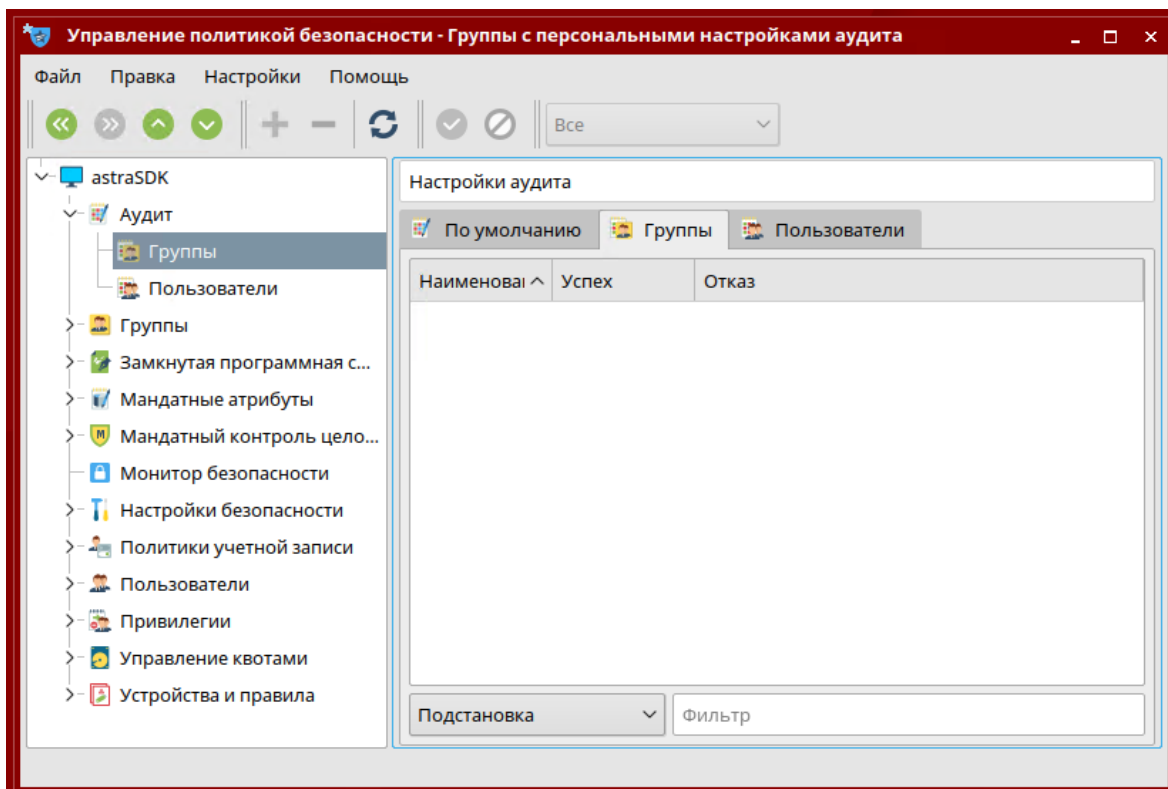 Управление политикой безопасности - Группы с персональными настройками аудита
Файл Правка Настройки Помощь
Все
astraSDK
Аудит
Группы
Пользователи
Группы
Замкнутая программная с...
Мандатные атрибуты
Мандатный контроль цело...
Монитор безопасности
Настройки безопасности
Политики учетной записи
Пользователи
Привилегии
Управление квотами
Устройства и правила
Настройки аудита
По умолчанию Группы Пользователи
Наименова Успех Отказ
Подстановка Фильтр